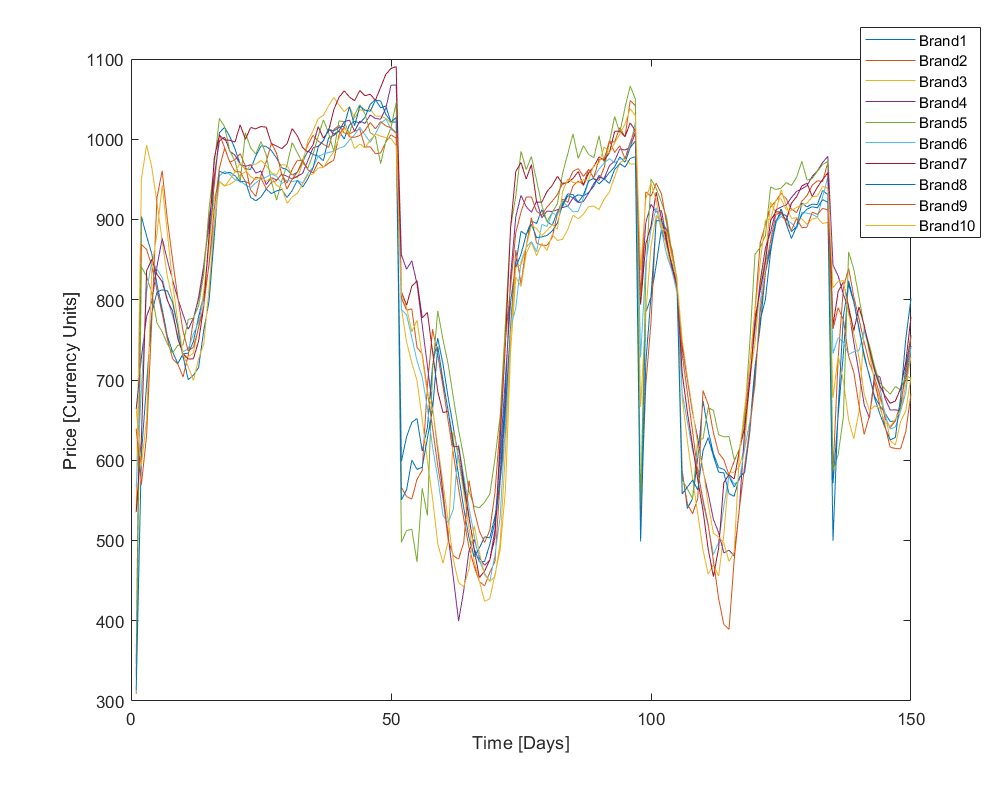 Brand1
Brand2
Brand3
Brand4
Brand5
Brand6
Brand7
Brand8
Brand9
Brand10
1100
1000
900
800
700
600
500
400
300
Price [Currency Units]
0 50 100 150
Time [Days]